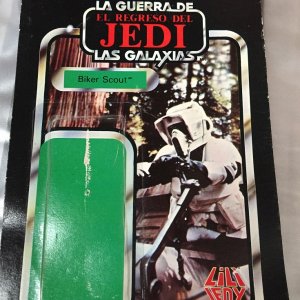 LA GUERRA DE
EL REGRESO DEL
JEDI
LAS GALAXIAS
Biker Scout™
LILI
LEDY